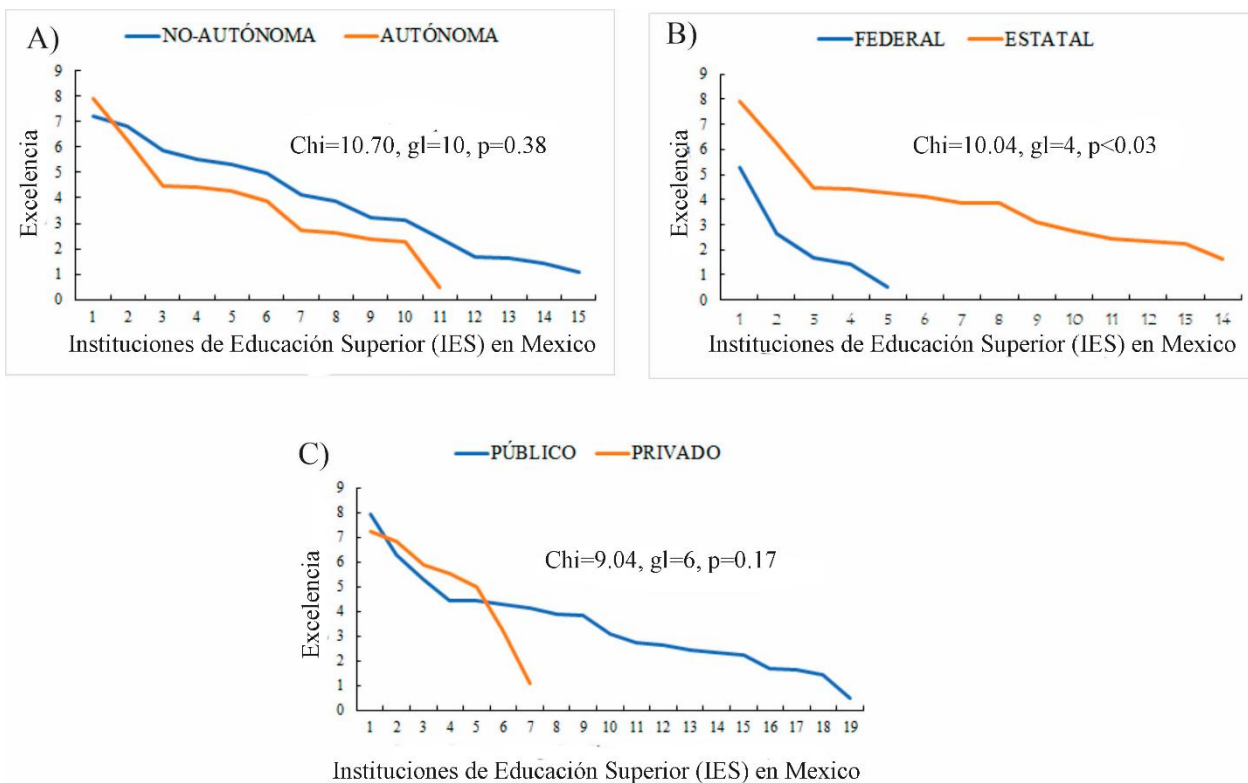 A)
NO-AUTÓNOMA AUTÓNOMA
Excelencia
9
8
7
6
5
4
3
2
1
0
Chi=10.70, gl=10, p=0.38
1 2 3 4 5 6 7 8 9 10 11 12 13 14 15
Instituciones de Educación Superior (IES) en Mexico
B)
FEDERAL ESTATAL
Excelencia
9
8
7
6
5
4
3
2
1
0
Chi=10.04, gl=4, p<0.03
1 2 3 4 5 6 7 8 9 10 11 12 13 14
Instituciones de Educación Superior (IES) en Mexico
C)
PÚBLICO PRIVADO
Excelencia
9
8
7
6
5
4
3
2
1
0
Chi=9.04, gl=6, p=0.17
1 2 3 4 5 6 7 8 9 10 11 12 13 14 15 16 17 18 19
Instituciones de Educación Superior (IES) en Mexico